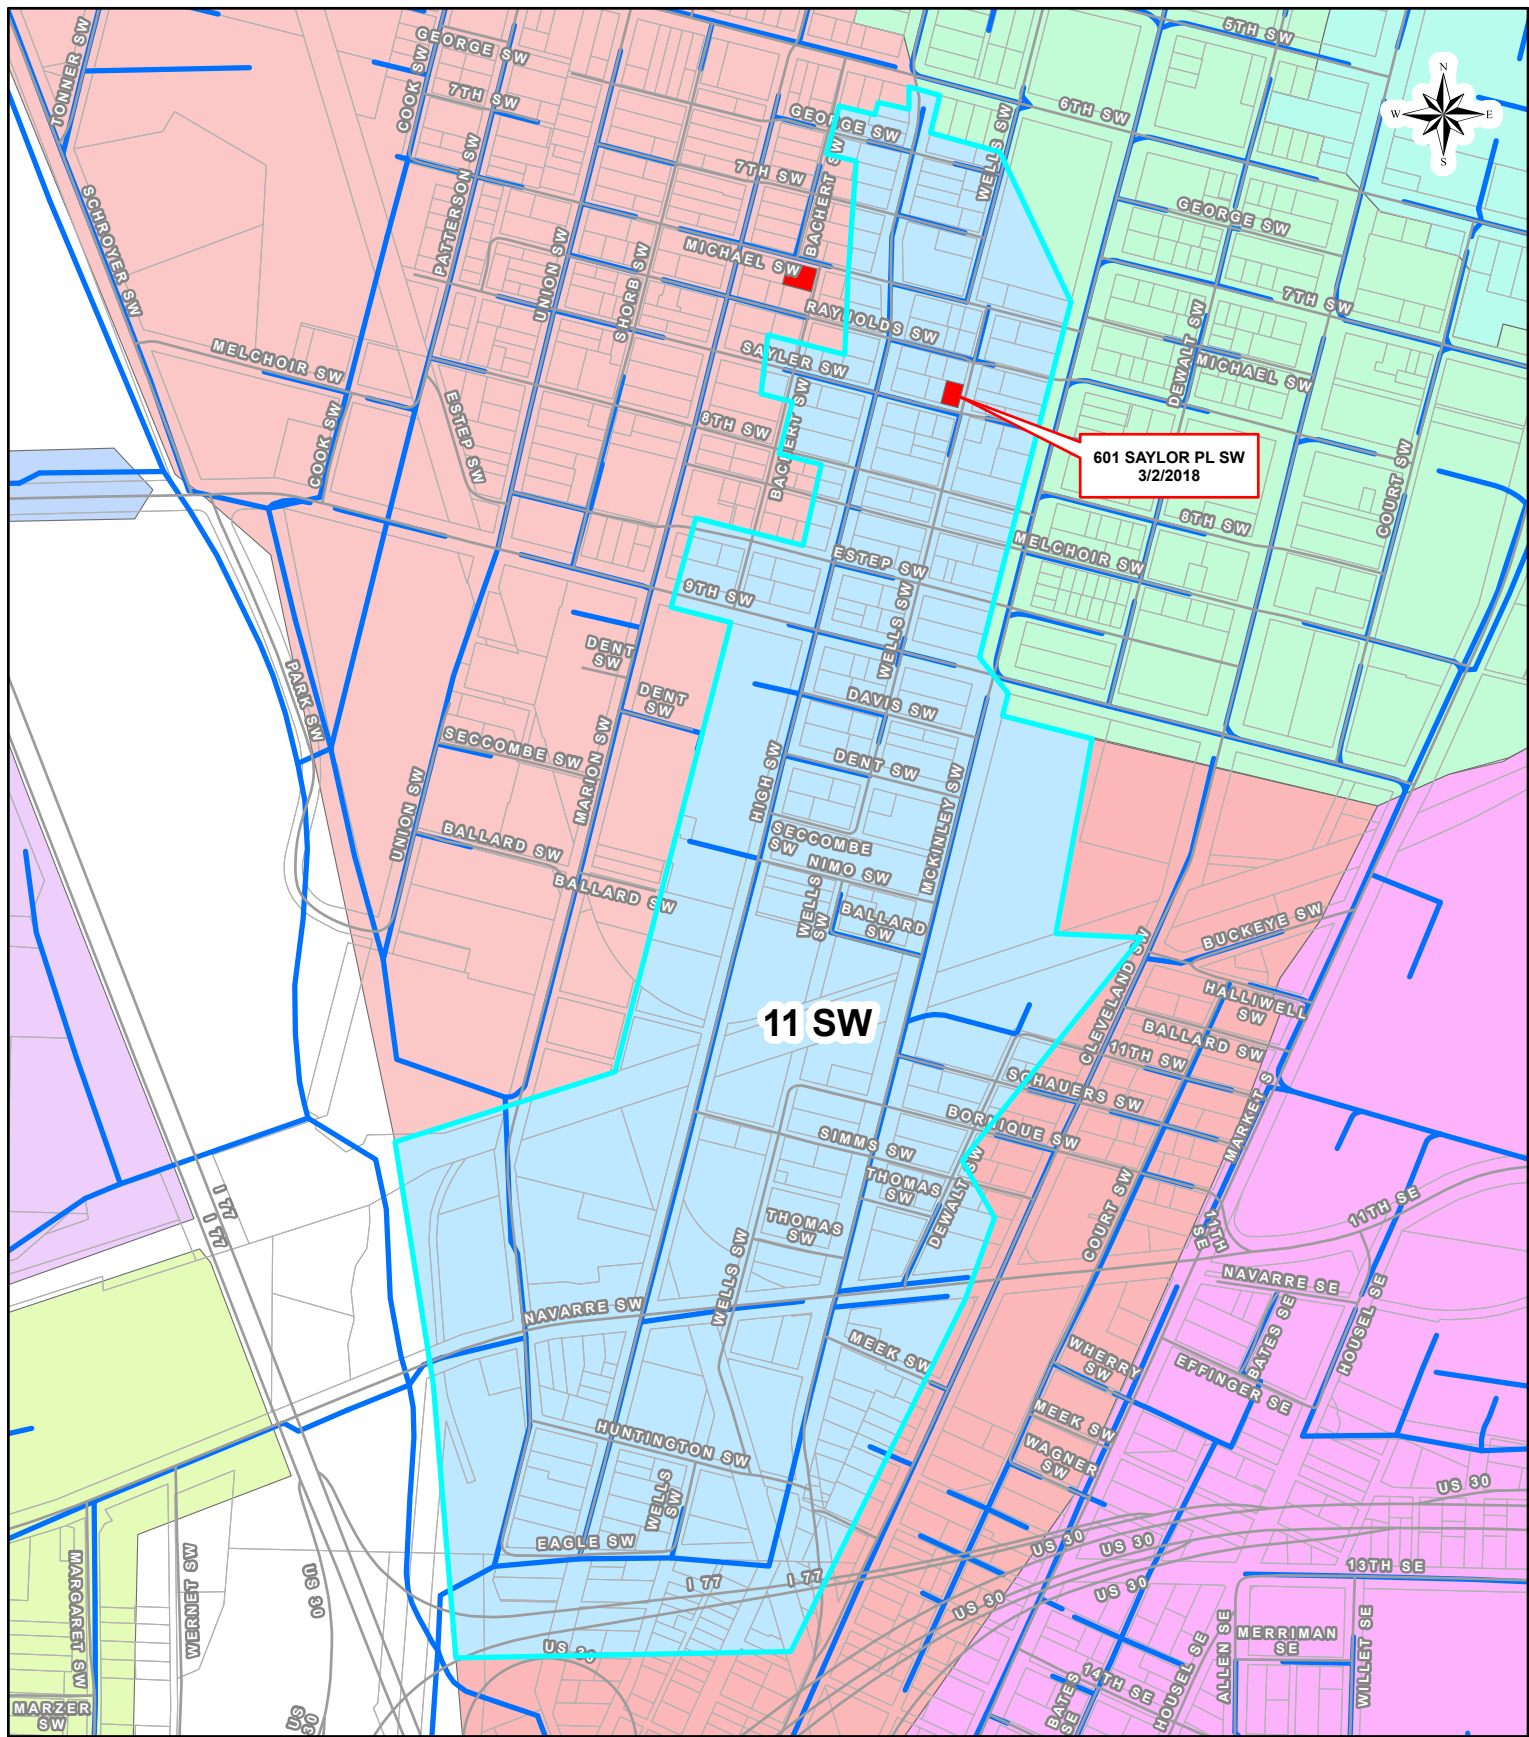 5TH SW
TONNER SW
COOK SW
GEORGE SW
7TH SW
6TH SW
N
W
E
S
GEORGE SW
BACHERT SW
7TH SW
WELLS SW
PATTERSON SW
SCHROYER SW
UNION SW
SHORB SW
MICHAEL SW
GEORGE SW
7TH SW
RAYNOLDS SW
DEWALT SW
MICHAEL SW
MELCHOIR SW
SAYLER SW
COOK SW
ESTEP SW
8TH SW
BACHERT SW
601 SAYLOR PL SW
3/2/2018
COURT SW
8TH SW
MELCHOIR SW
ESTEP SW
9TH SW
WELLS SW
DENT
SW
DENT
SW
DAVIS SW
PARK SW
SECCOMBE SW
MARION SW
HIGH SW
DENT SW
UNION SW
MCKINLEY SW
BALLARD SW
BALLARD SW
SECCOMBE
SW
NIMO SW
WELLS
SW
BALLARD
SW
BUCKEYE SW
CLEVELAND SW
HALLIWELL
SW
BALLARD SW
11TH SW
11 SW
SCHAUERS SW
BORNIQUE SW
MARKET S
SIMMS SW
THOMAS
SW
DEWALT SW
COURT SW
THOMAS
SW
I 77
I 77
11TH SE
11TH
SE
NAVARRE SE
NAVARRE SW
WELLS SW
HOUSEL SE
BATES SE
MEEK SW
WHERRY
SW
EFFINGER SE
MEEK SW
WAGNER
SW
HUNTINGTON SW
WELLS
SW
EAGLE SW
US 30
US 30
US 30
US 30
US 30
I 77
I 77
13TH SE
MARGARET SW
WERNET SW
US 30
US 30
US
30
MARZER
SW
ALLEN SE
MERRIMAN
SE
WILLET SE
HOUSEL SE
14TH SE
BATES
SE